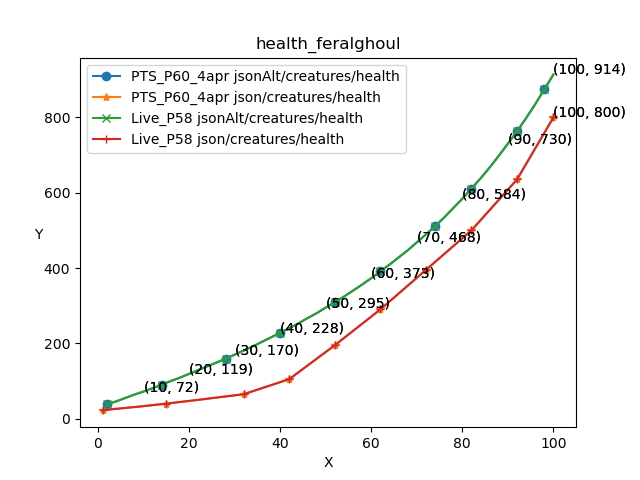 health_feralghoul
PTS_P60_4apr jsonAlt/creatures/health
PTS_P60_4apr json/creatures/health
Live_P58 jsonAlt/creatures/health
Live_P58 json/creatures/health
(100, 914)
(100, 800)
(90, 730)
(80, 584)
(70, 468)
(60, 373)
(50, 295)
(40, 228)
(30, 170)
(20, 119)
(10, 72)
Y
800
600
400
200
0
0 20 40 60 80 100
X